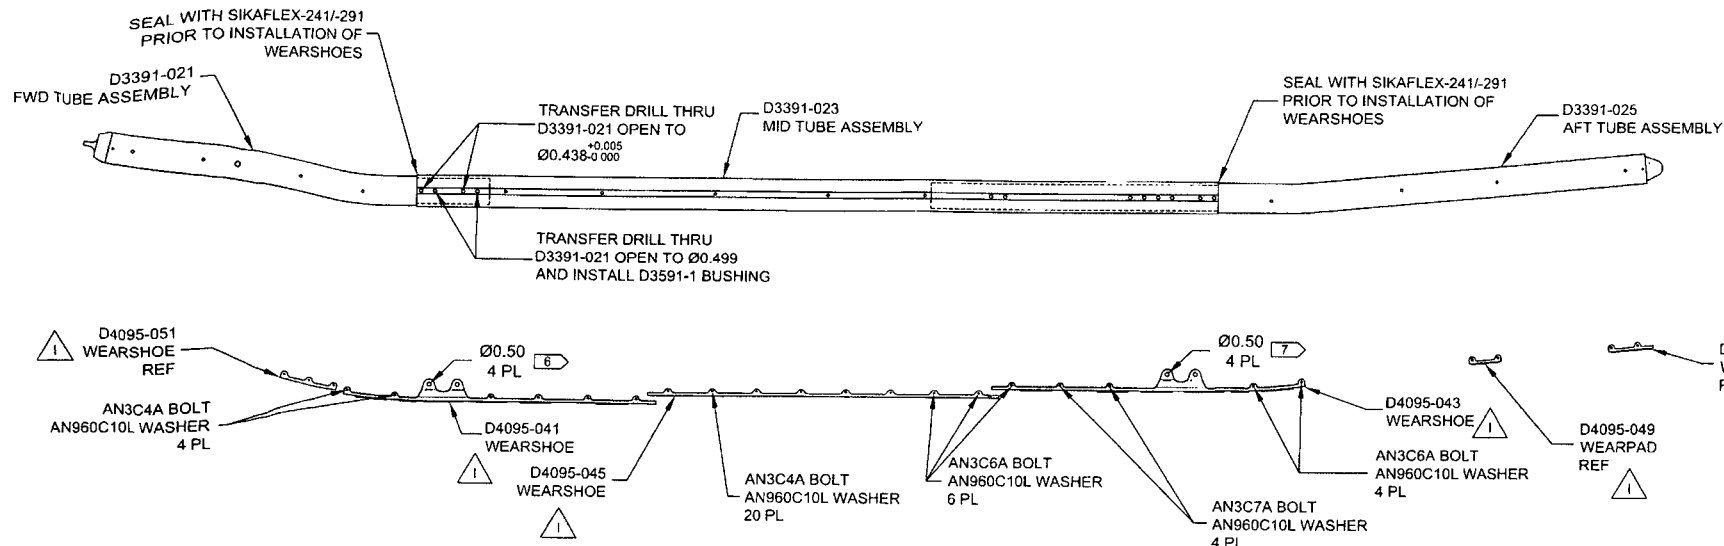 SEAL WITH SIKAFLEX-241/-291
PRIOR TO INSTALLATION OF
WEARSHOES
D3391-021
FWD TUBE ASSEMBLY
TRANSFER DRILL THRU
D3391-021 OPEN TO
Ø0.438 +0.005 -0.000
D3391-023
MID TUBE ASSEMBLY
SEAL WITH SIKAFLEX-241/-291
PRIOR TO INSTALLATION OF
WEARSHOES
D3391-025
AFT TUBE ASSEMBLY
TRANSFER DRILL THRU
D3391-021 OPEN TO Ø0.499
AND INSTALL D3591-1 BUSHING
1
D4095-051
WEARSHOE
REF
Ø0.50
4 PL
6
Ø0.50
4 PL
7
AN3C4A BOLT
AN960C10L WASHER
4 PL
D4095-041
WEARSHOE
1
D4095-045
WEARSHOE
1
AN3C4A BOLT
AN960C10L WASHER
20 PL
AN3C6A BOLT
AN960C10L WASHER
6 PL
AN3C7A BOLT
AN960C10L WASHER
4 PL
AN3C6A BOLT
AN960C10L WASHER
4 PL
D4095-043
WEARSHOE
1
D4095-049
WEARPAD
REF
1